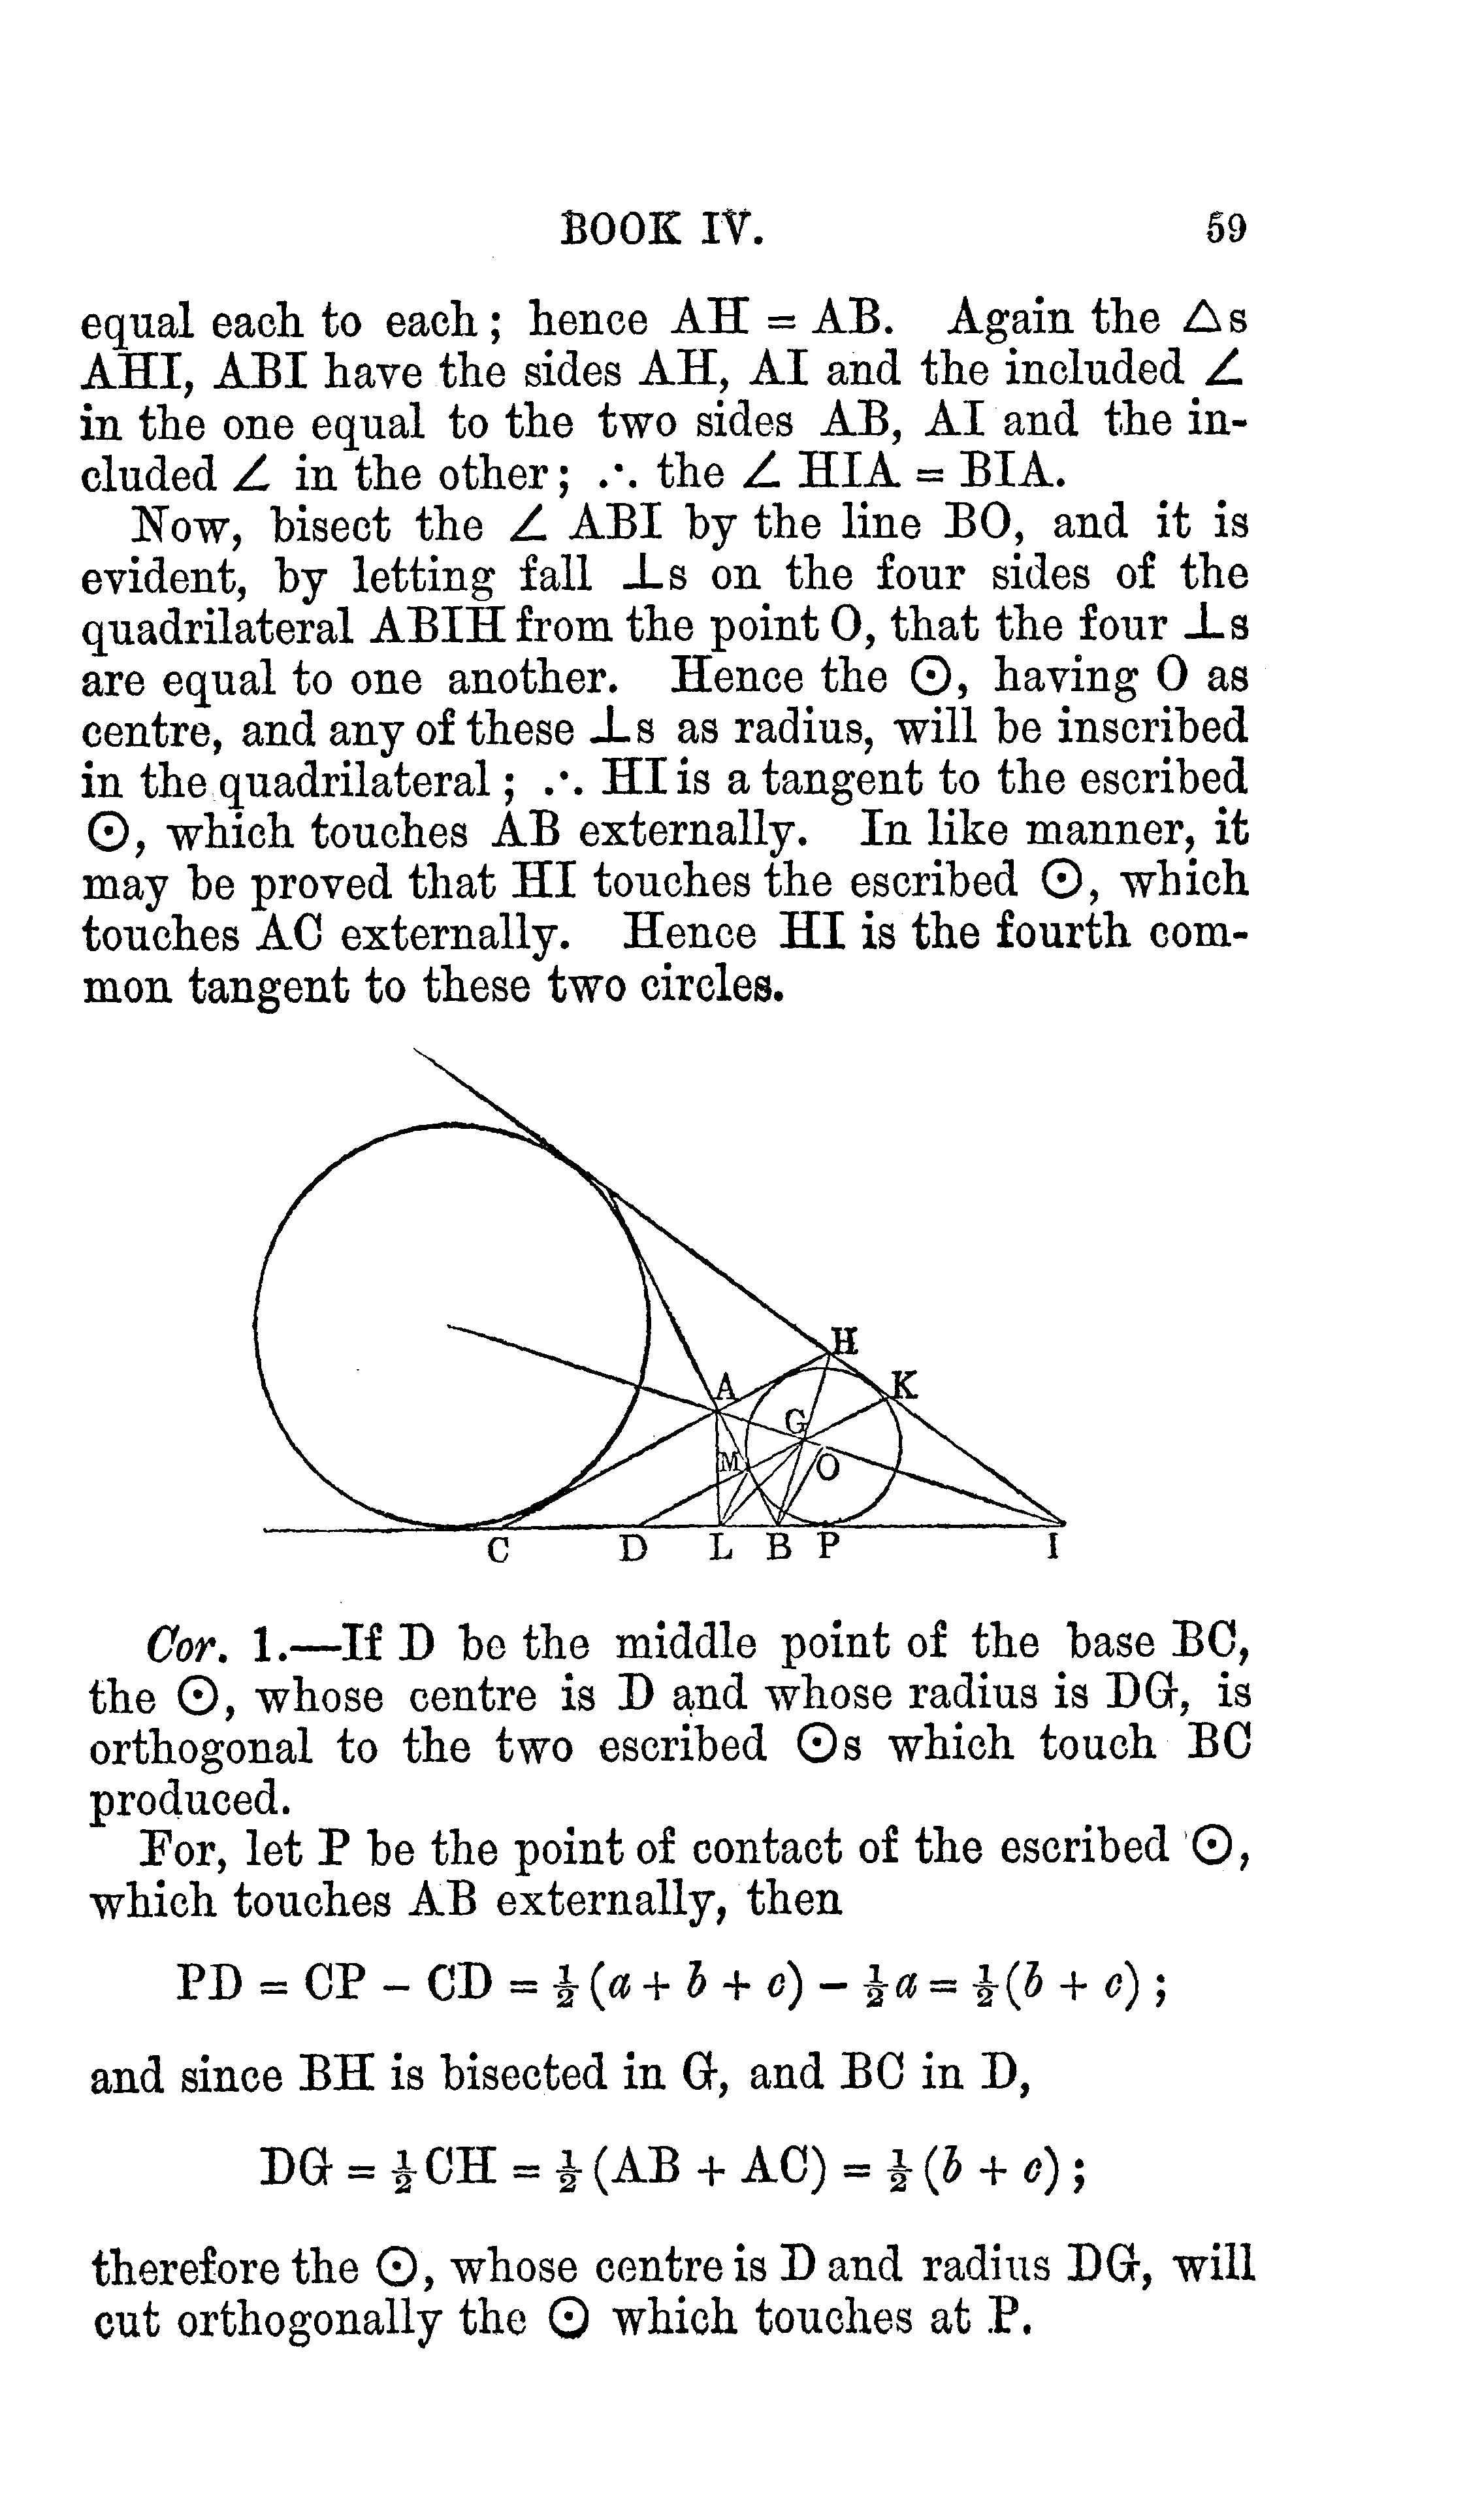 BOOK IV. 59
equal each to each; hence AH = AB. Again the △s
AHI, ABI have the sides AH, AI and the included ∠
in the one equal to the two sides AB, AI and the in-
cluded ∠ in the other; ∴ the ∠ HIA = BIA.
Now, bisect the ∠ ABI by the line BO, and it is
evident, by letting fall ⊥s on the four sides of the
quadrilateral ABIH from the point O, that the four ⊥s
are equal to one another. Hence the ⊙, having O as
centre, and any of these ⊥s as radius, will be inscribed
in the quadrilateral; ∴ HI is a tangent to the escribed
⊙, which touches AB externally. In like manner, it
may be proved that HI touches the escribed ⊙, which
touches AC externally. Hence HI is the fourth com-
mon tangent to these two circles.
H
A K
G
M O
C D L B P I
Cor. 1.—If D be the middle point of the base BC,
the ⊙, whose centre is D and whose radius is DG, is
orthogonal to the two escribed ⊙s which touch BC
produced.
For, let P be the point of contact of the escribed ⊙,
which touches AB externally, then
PD = CP − CD = ½(a + b + c) − ½a = ½(b + c);
and since BH is bisected in G, and BC in D,
DG = ½CH = ½(AB + AC) = ½(b + c);
therefore the ⊙, whose centre is D and radius DG, will
cut orthogonally the ⊙ which touches at P.